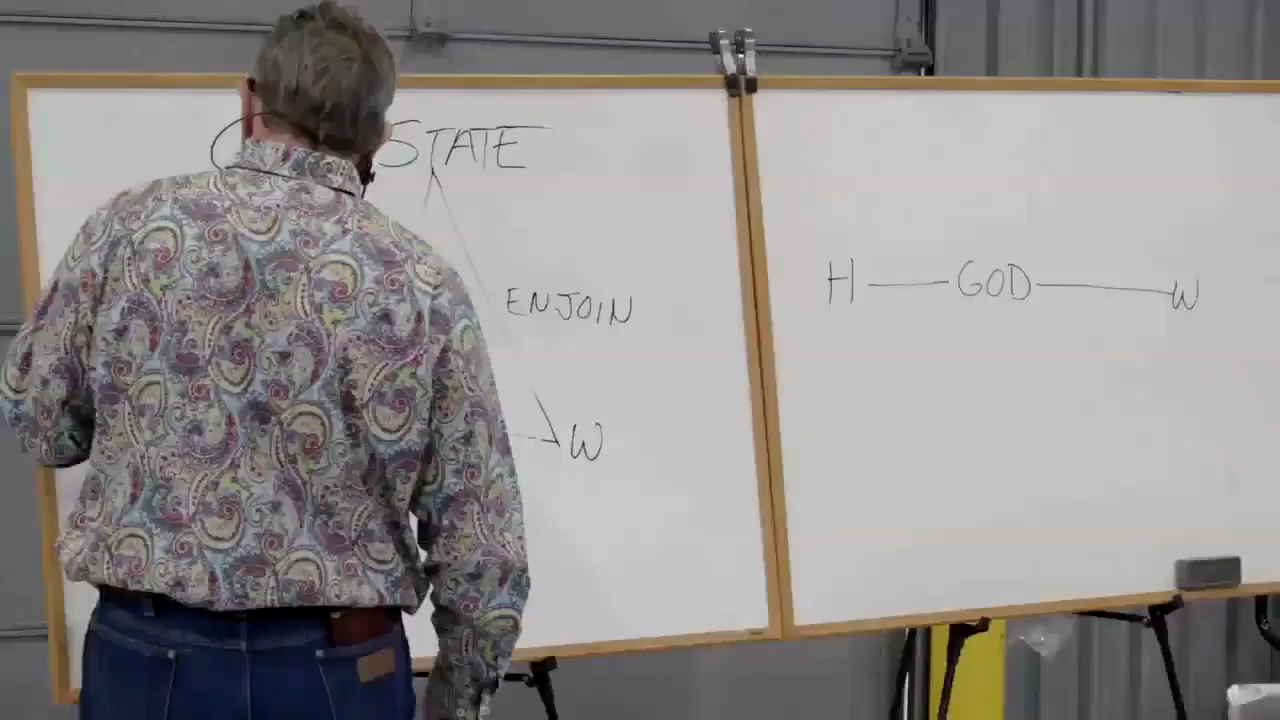 STATE
ENJOIN
W
H — GOD — W